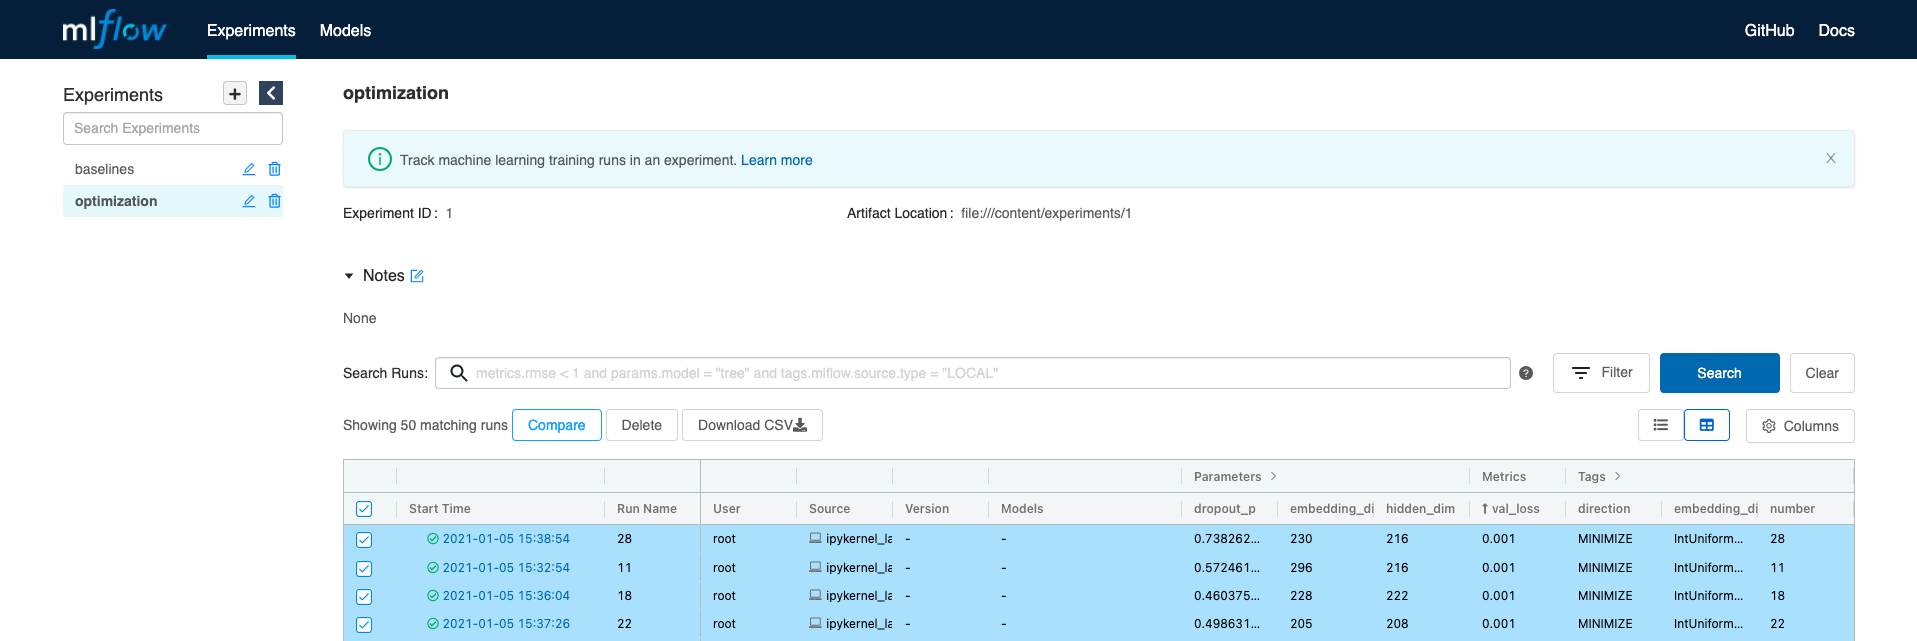 mlflow Experiments Models GitHub Docs
Experiments
Search Experiments
baselines
optimization
optimization
Track machine learning training runs in an experiment. Learn more
Experiment ID : 1 Artifact Location : file:///content/experiments/1
Notes
None
Search Runs: metrics.rmse < 1 and params.model = "tree" and tags.mlflow.source.type = "LOCAL" ? Filter Search Clear
Showing 50 matching runs Compare Delete Download CSV Columns
Parameters > Metrics Tags >
Start Time Run Name User Source Version Models dropout_p embedding_di hidden_dim ↑ val_loss direction embedding_di number
2021-01-05 15:38:54 28 root ipykernel_la - - 0.738262... 230 216 0.001 MINIMIZE IntUniform... 28
2021-01-05 15:32:54 11 root ipykernel_la - - 0.572461... 296 216 0.001 MINIMIZE IntUniform... 11
2021-01-05 15:36:04 18 root ipykernel_la - - 0.460375... 228 222 0.001 MINIMIZE IntUniform... 18
2021-01-05 15:37:26 22 root ipykernel_la - - 0.498631... 205 208 0.001 MINIMIZE IntUniform... 22